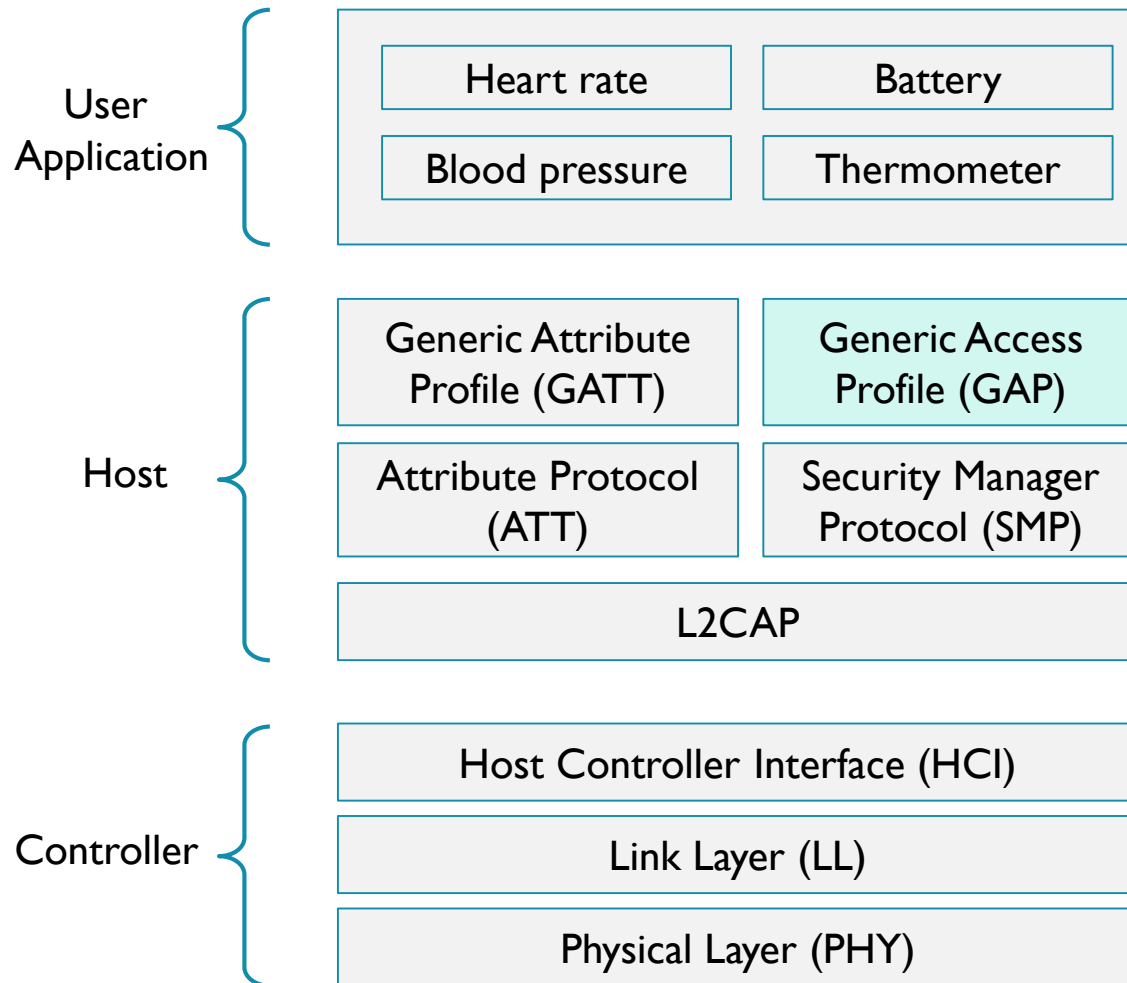 User
Application
Heart rate
Battery
Blood pressure
Thermometer
Host
Generic Attribute
Profile (GATT)
Generic Access
Profile (GAP)
Attribute Protocol
(ATT)
Security Manager
Protocol (SMP)
L2CAP
Controller
Host Controller Interface (HCI)
Link Layer (LL)
Physical Layer (PHY)